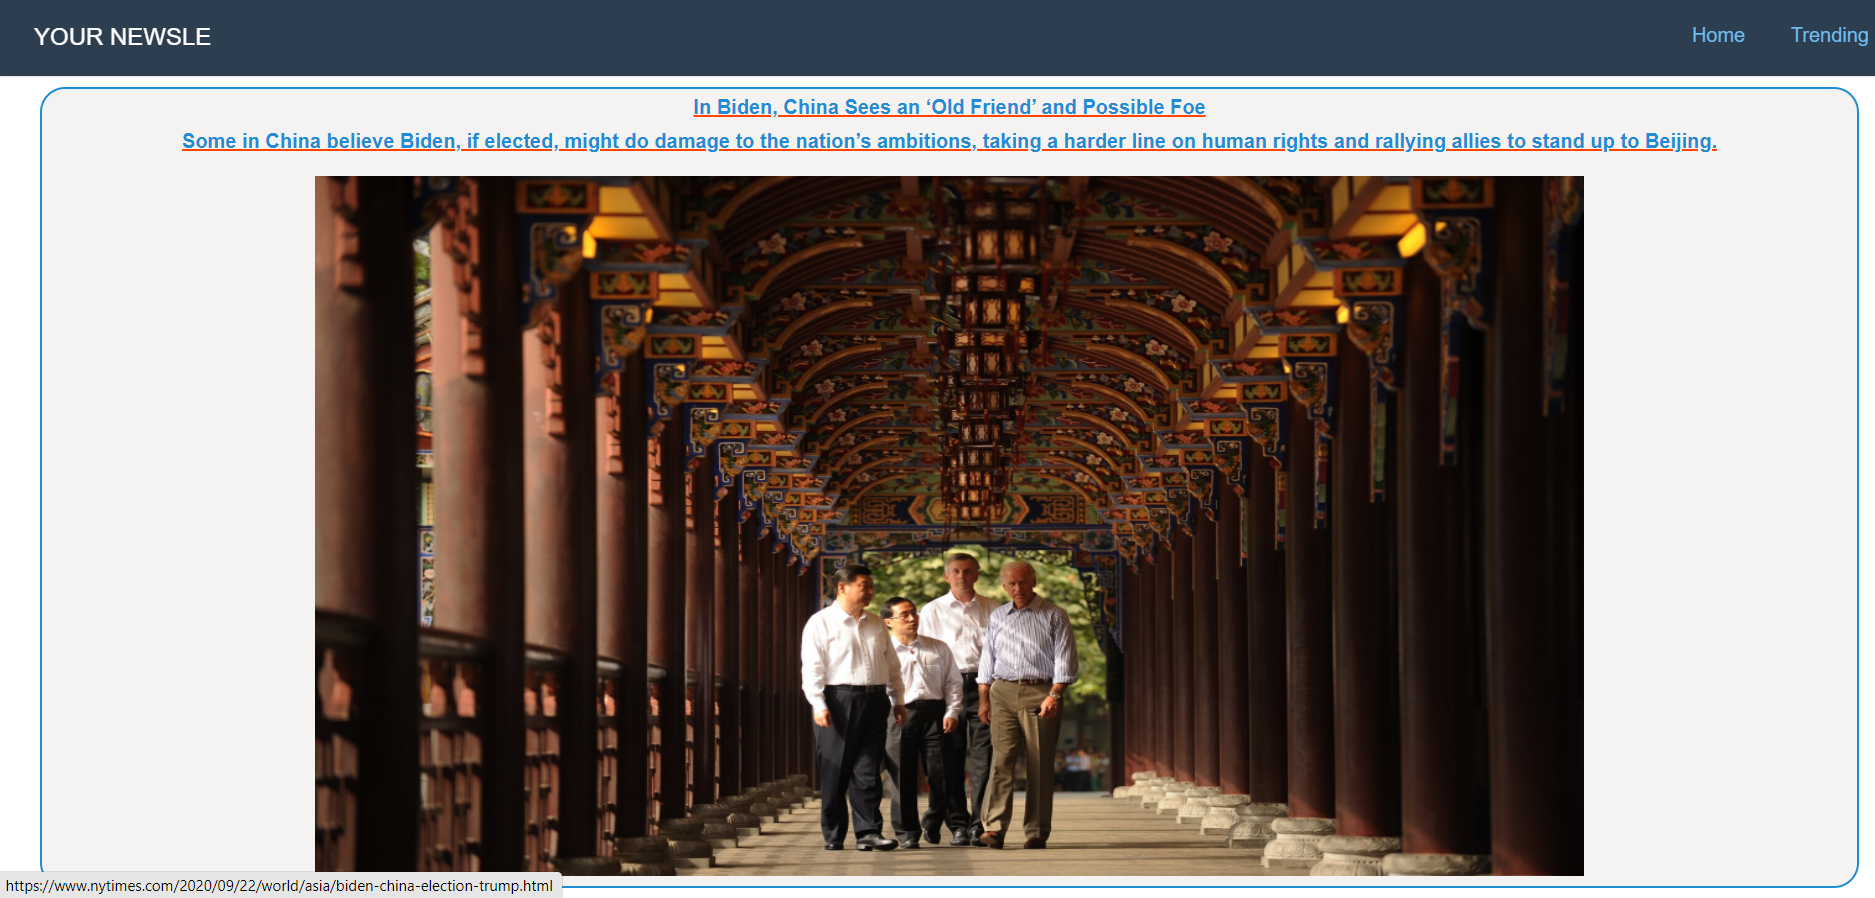 YOUR NEWSLE
Home
Trending
In Biden, China Sees an ‘Old Friend’ and Possible Foe
Some in China believe Biden, if elected, might do damage to the nation’s ambitions, taking a harder line on human rights and rallying allies to stand up to Beijing.
https://www.nytimes.com/2020/09/22/world/asia/biden-china-election-trump.html